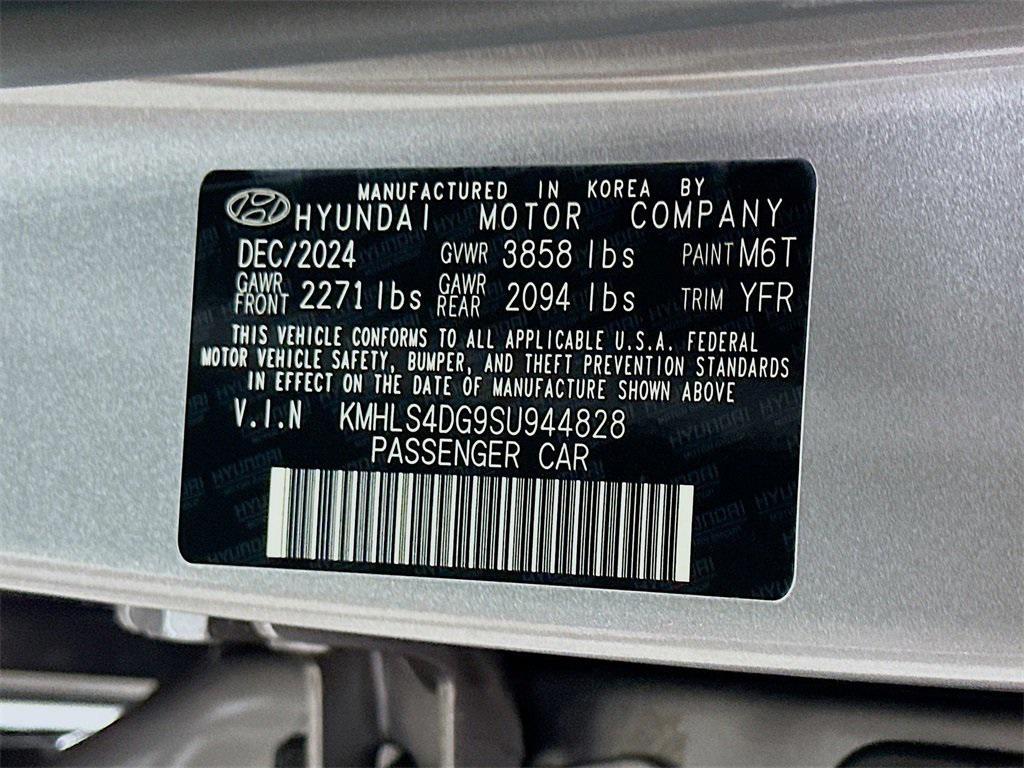 MANUFACTURED IN KOREA BY
HYUNDAI MOTOR COMPANY
DEC/2024 GVWR 3858 lbs PAINT M6T
GAWR FRONT 2271 lbs GAWR REAR 2094 lbs TRIM YFR
THIS VEHICLE CONFORMS TO ALL APPLICABLE U.S.A. FEDERAL
MOTOR VEHICLE SAFETY, BUMPER, AND THEFT PREVENTION STANDARDS
IN EFFECT ON THE DATE OF MANUFACTURE SHOWN ABOVE
V.I.N KMHLS4DG9SU944828
PASSENGER CAR